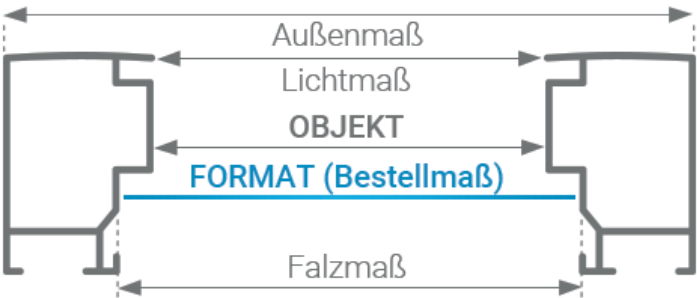 Außenmaß
Lichtmaß
OBJEKT
FORMAT (Bestellmaß)
Falzmaß